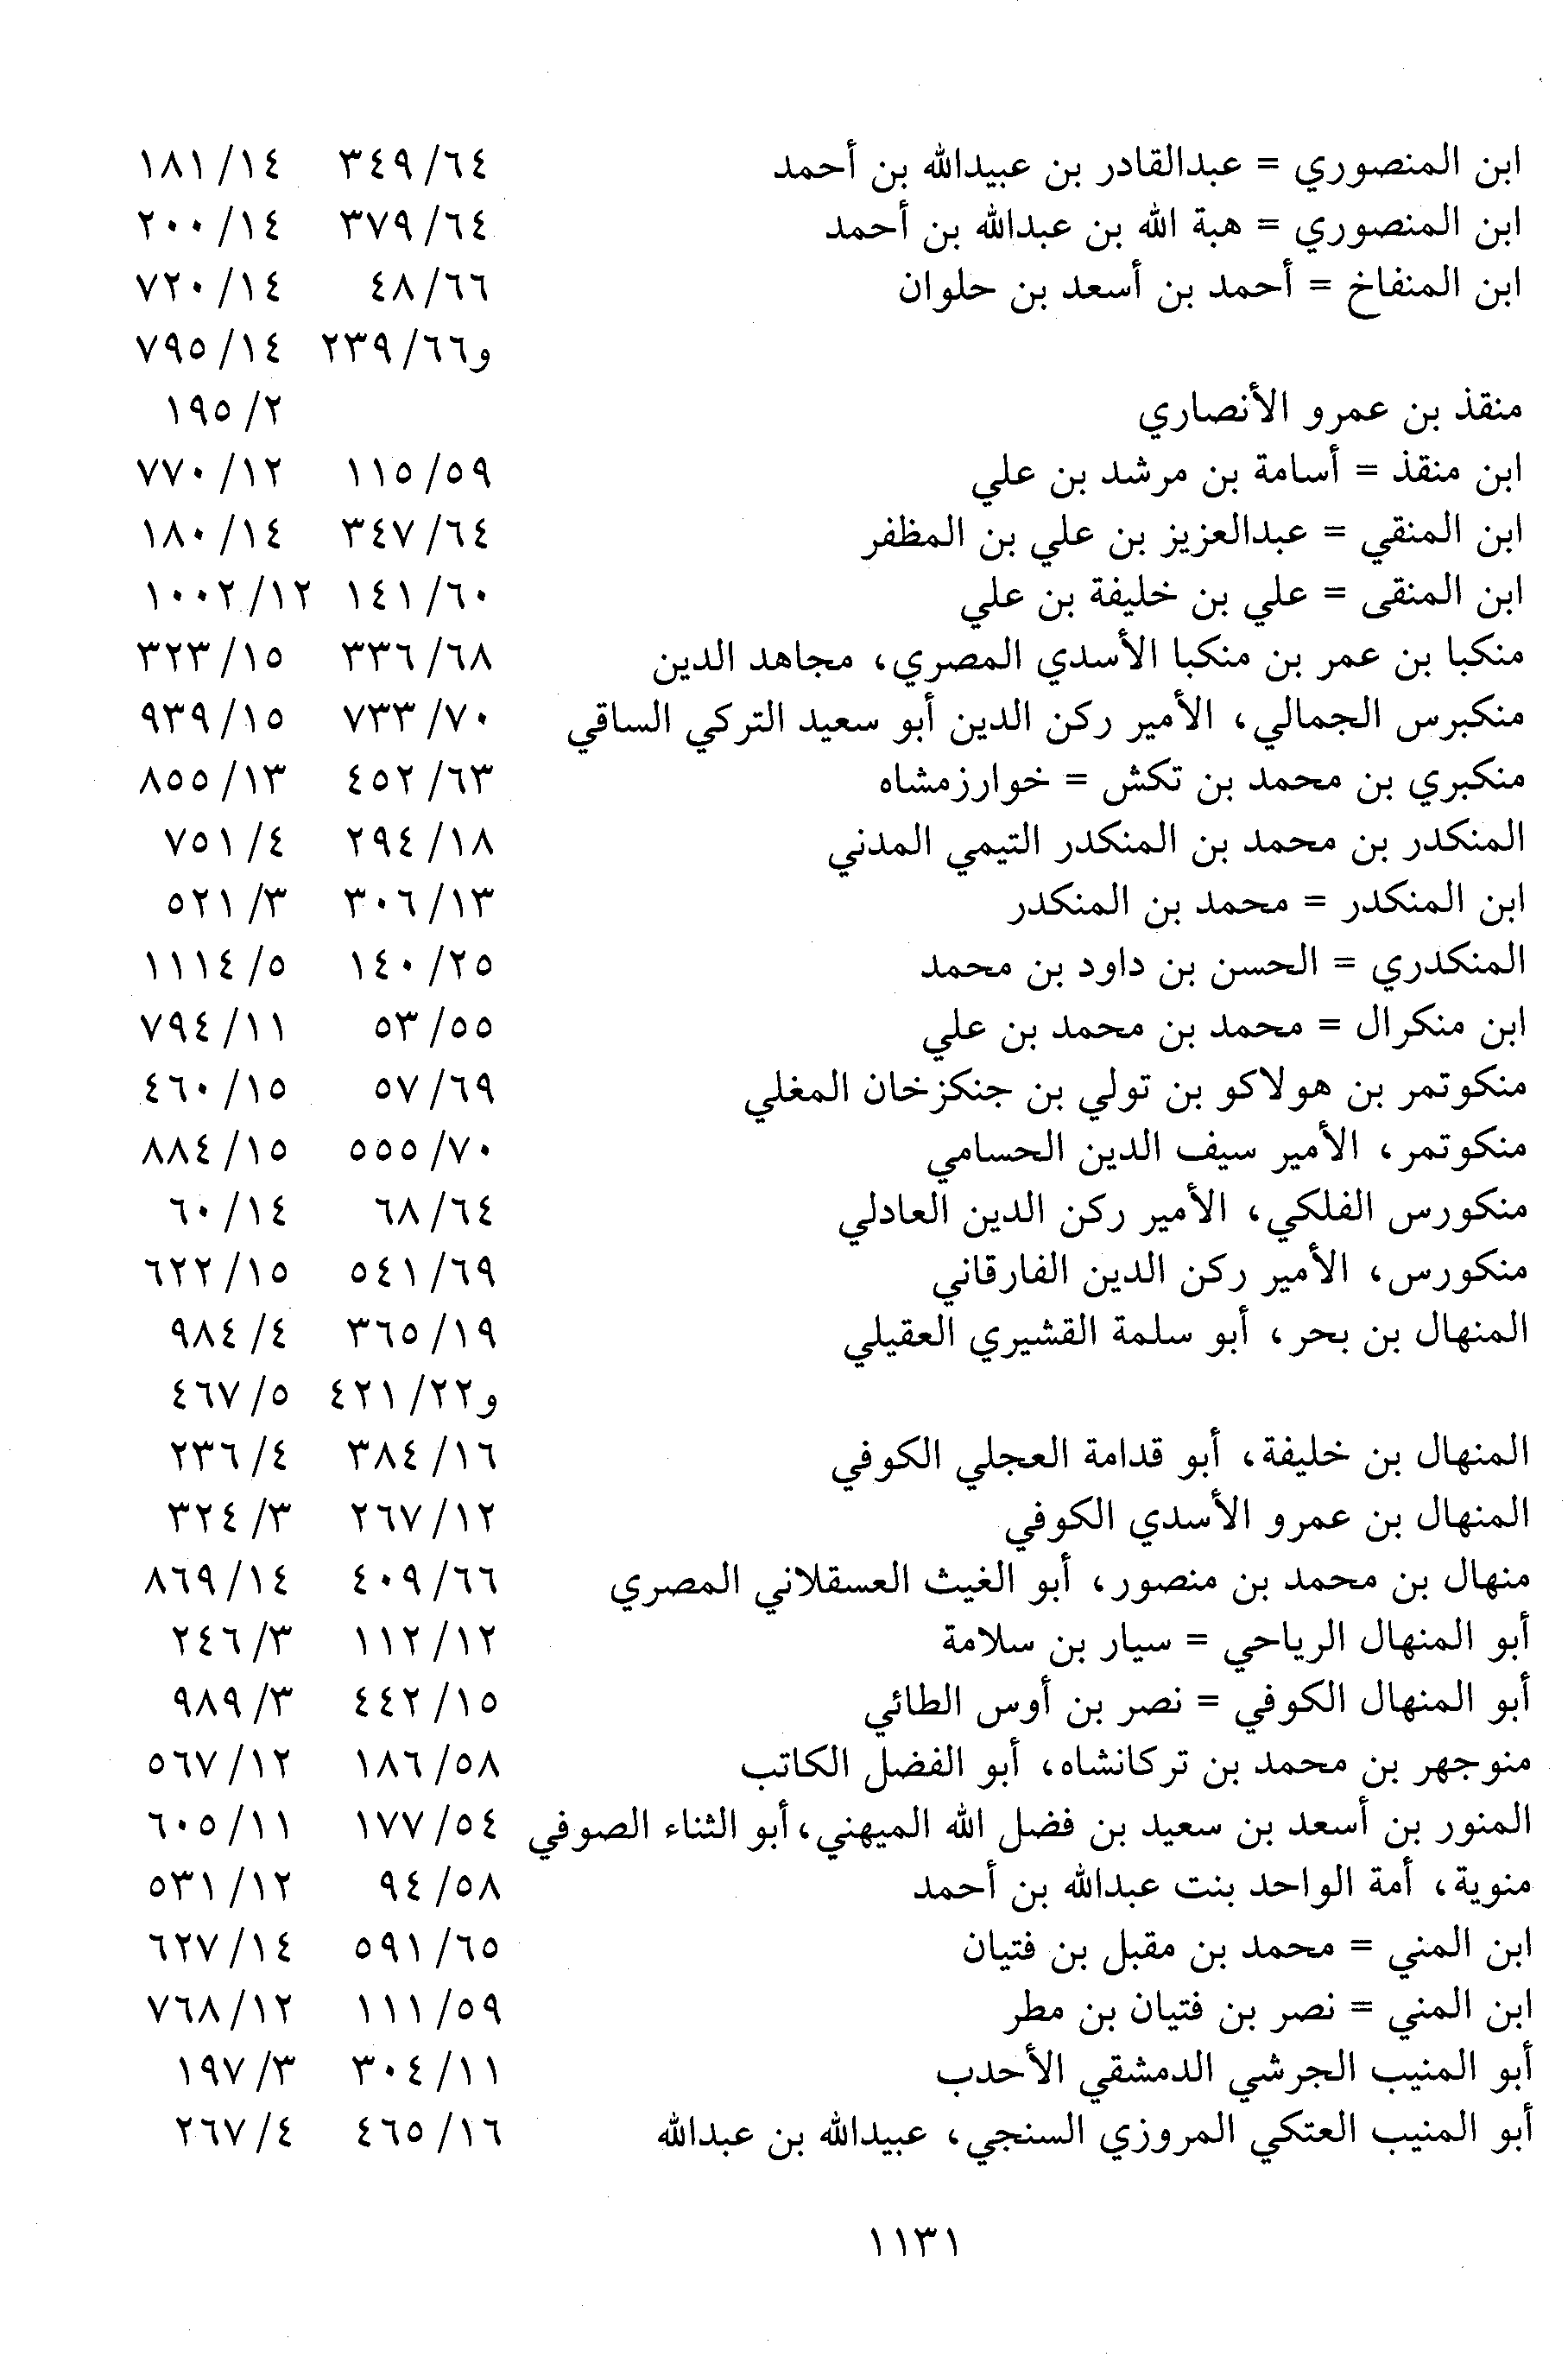 ابن المنصوري = عبدالقادر بن عبيدالله بن أحمد ٦٤/ ٣٤٩ ١٤/ ١٨١
ابن المنصوري = هبة الله بن عبدالله بن أحمد ٦٤/ ٣٧٩ ١٤/ ٢٠٠
ابن المنفاخ = أحمد بن أسعد بن حلوان ٦٦/ ٤٨ ١٤/ ٧٢٠
و٦٦/ ٢٣٩ ١٤/ ٧٩٥
منقذ بن عمرو الأنصاري ٢/ ١٩٥
ابن منقذ = أسامة بن مرشد بن علي ٥٩/ ١١٥ ١٢/ ٧٧٠
ابن المنقي = عبدالعزيز بن علي بن المظفر ٦٤/ ٣٤٧ ١٤/ ١٨٠
ابن المنقى = علي بن خليفة بن علي ٦٠/ ١٤١ ١٢/ ١٠٠٢
منكبا بن عمر بن منكبا الأسدي المصري، مجاهد الدين ٦٨/ ٣٣٦ ١٥/ ٣٢٣
منكبرس الجمالي، الأمير ركن الدين أبو سعيد التركي الساقي ٧٠/ ٧٣٣ ١٥/ ٩٣٩
منكبري بن محمد بن تكش = خوارزمشاه ٦٣/ ٤٥٢ ١٣/ ٨٥٥
المنكدر بن محمد بن المنكدر التيمي المدني ١٨/ ٢٩٤ ٤/ ٧٥١
ابن المنكدر = محمد بن المنكدر ١٣/ ٣٠٦ ٣/ ٥٢١
المنكدري = الحسن بن داود بن محمد ٢٥/ ١٤٠ ٥/ ١١١٤
ابن منكرال = محمد بن محمد بن علي ٥٥/ ٥٣ ١١/ ٧٩٤
منكوتمر بن هولاكو بن تولي بن جنكزخان المغلي ٦٩/ ٥٧ ١٥/ ٤٦٠
منكوتمر، الأمير سيف الدين الحسامي ٧٠/ ٥٥٥ ١٥/ ٨٨٤
منكورس الفلكي، الأمير ركن الدين العادلي ٦٤/ ٦٨ ١٤/ ٦٠
منكورس، الأمير ركن الدين الفارقاني ٦٩/ ٥٤١ ١٥/ ٦٢٢
المنهال بن بحر، أبو سلمة القشيري العقيلي ١٩/ ٣٦٥ ٤/ ٩٨٤
و٢٢/ ٤٢١ ٥/ ٤٦٧
المنهال بن خليفة، أبو قدامة العجلي الكوفي ١٦/ ٣٨٤ ٤/ ٢٣٦
المنهال بن عمرو الأسدي الكوفي ١٢/ ٢٦٧ ٣/ ٣٢٤
منهال بن محمد بن منصور، أبو الغيث العسقلاني المصري ٦٦/ ٤٠٩ ١٤/ ٨٦٩
أبو المنهال الرياحي = سيار بن سلامة ١٢/ ١١٢ ٣/ ٢٤٦
أبو المنهال الكوفي = نصر بن أوس الطائي ١٥/ ٤٤٢ ٣/ ٩٨٩
منوجهر بن محمد بن تركانشاه، أبو الفضل الكاتب ٥٨/ ١٨٦ ١٢/ ٥٦٧
المنور بن أسعد بن سعيد بن فضل الله الميهني، أبو الثناء الصوفي ٥٤/ ١٧٧ ١١/ ٦٠٥
منوية، أمة الواحد بنت عبدالله بن أحمد ٥٨/ ٩٤ ١٢/ ٥٣١
ابن المني = محمد بن مقبل بن فتيان ٦٥/ ٥٩١ ١٤/ ٦٢٧
ابن المني = نصر بن فتيان بن مطر ٥٩/ ١١١ ١٢/ ٧٦٨
أبو المنيب الجرشي الدمشقي الأحدب ١١/ ٣٠٤ ٣/ ١٩٧
أبو المنيب العتكي المروزي السنجي، عبيدالله بن عبدالله ١٦/ ٤٦٥ ٤/ ٢٦٧
١١٣١